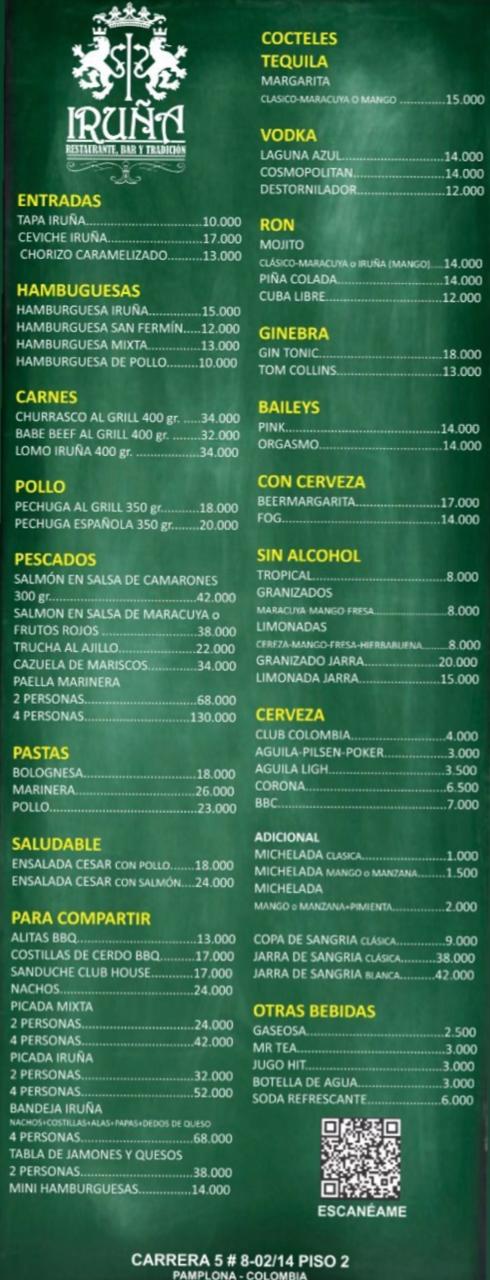 IRUÑA
RESTAURANTE, BAR Y TRADICIÓN
ENTRADAS
TAPA IRUÑA...10.000
CEVICHE IRUÑA...17.000
CHORIZO CARAMELIZADO...13.000
HAMBUGUESAS
HAMBURGUESA IRUÑA...15.000
HAMBURGUESA SAN FERMÍN...12.000
HAMBURGUESA MIXTA...13.000
HAMBURGUESA DE POLLO...10.000
CARNES
CHURRASCO AL GRILL 400 gr. ...34.000
BABE BEEF AL GRILL 400 gr. ...32.000
LOMO IRUÑA 400 gr. ...34.000
POLLO
PECHUGA AL GRILL 350 gr...18.000
PECHUGA ESPAÑOLA 350 gr...20.000
PESCADOS
SALMÓN EN SALSA DE CAMARONES
300 gr...42.000
SALMON EN SALSA DE MARACUYA o
FRUTOS ROJOS ...38.000
TRUCHA AL AJILLO...22.000
CAZUELA DE MARISCOS...34.000
PAELLA MARINERA
2 PERSONAS...68.000
4 PERSONAS...130.000
PASTAS
BOLOGNESA...18.000
MARINERA...26.000
POLLO...23.000
SALUDABLE
ENSALADA CESAR CON POLLO...18.000
ENSALADA CESAR CON SALMÓN...24.000
PARA COMPARTIR
ALITAS BBQ...13.000
COSTILLAS DE CERDO BBQ...17.000
SANDUCHE CLUB HOUSE...17.000
NACHOS...24.000
PICADA MIXTA
2 PERSONAS...24.000
4 PERSONAS...42.000
PICADA IRUÑA
2 PERSONAS...32.000
4 PERSONAS...52.000
BANDEJA IRUÑA
NACHOS+COSTILLAS+ALAS+PAPAS+DEDOS DE QUESO
4 PERSONAS...68.000
TABLA DE JAMONES Y QUESOS
2 PERSONAS...38.000
MINI HAMBURGUESAS...14.000
COCTELES
TEQUILA
MARGARITA
CLASICO-MARACUYA O MANGO ...15.000
VODKA
LAGUNA AZUL...14.000
COSMOPOLITAN...14.000
DESTORNILADOR...12.000
RON
MOJITO
CLÁSICO-MARACUYA o IRUÑA (MANGO)...14.000
PIÑA COLADA...14.000
CUBA LIBRE...12.000
GINEBRA
GIN TONIC...18.000
TOM COLLINS...13.000
BAILEYS
PINK...14.000
ORGASMO...14.000
CON CERVEZA
BEERMARGARITA...17.000
FOG...14.000
SIN ALCOHOL
TROPICAL...8.000
GRANIZADOS
MARACUYA-MANGO-FRESA...8.000
LIMONADAS
CEREZA-MANGO-FRESA-HIERBABUENA...8.000
GRANIZADO JARRA...20.000
LIMONADA JARRA...15.000
CERVEZA
CLUB COLOMBIA...4.000
AGUILA-PILSEN-POKER...3.000
AGUILA LIGH...3.500
CORONA...6.500
BBC...7.000
ADICIONAL
MICHELADA CLASICA...1.000
MICHELADA MANGO o MANZANA...1.500
MICHELADA
MANGO o MANZANA+PIMIENTA...2.000
COPA DE SANGRIA CLÁSICA...9.000
JARRA DE SANGRIA CLÁSICA...38.000
JARRA DE SANGRIA BLANCA...42.000
OTRAS BEBIDAS
GASEOSA...2.500
MR TEA...3.000
JUGO HIT...3.000
BOTELLA DE AGUA...3.000
SODA REFRESCANTE...6.000
ESCANÉAME
CARRERA 5 # 8-02/14 PISO 2
PAMPLONA - COLOMBIA